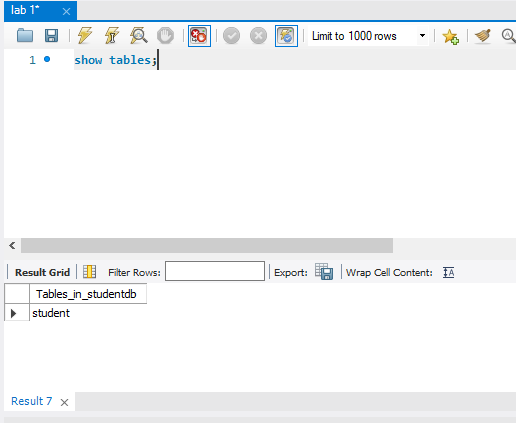 lab 1*
Limit to 1000 rows
1 show tables;
Result Grid Filter Rows: Export: Wrap Cell Content:
Tables_in_studentdb
student
Result 7